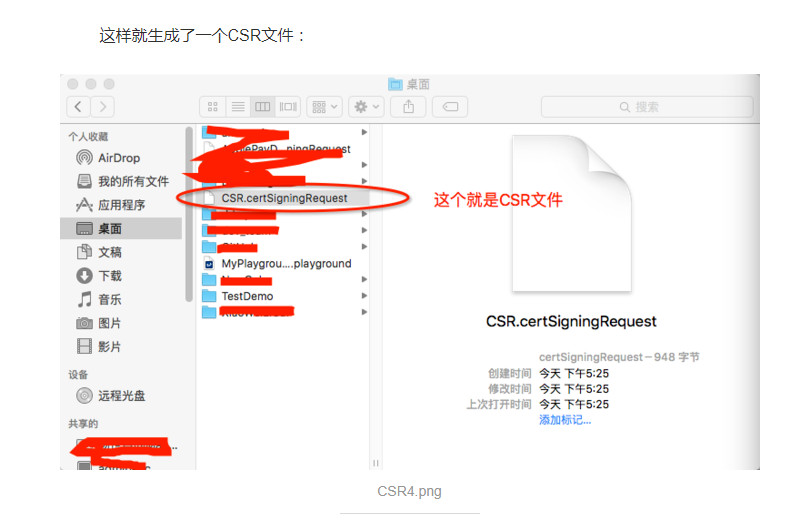 这样就生成了一个CSR文件：
桌面
搜索
个人收藏
AirDrop
我的所有文件
应用程序
桌面
文稿
下载
音乐
图片
影片
设备
远程光盘
共享的
ningRequest
CSR.certSigningRequest
MyPlaygrou....playground
TestDemo
这个就是CSR文件
CSR.certSigningRequest
certSigningRequest－948 字节
创建时间 今天 下午5:25
修改时间 今天 下午5:25
上次打开时间 今天 下午5:25
添加标记...
CSR4.png